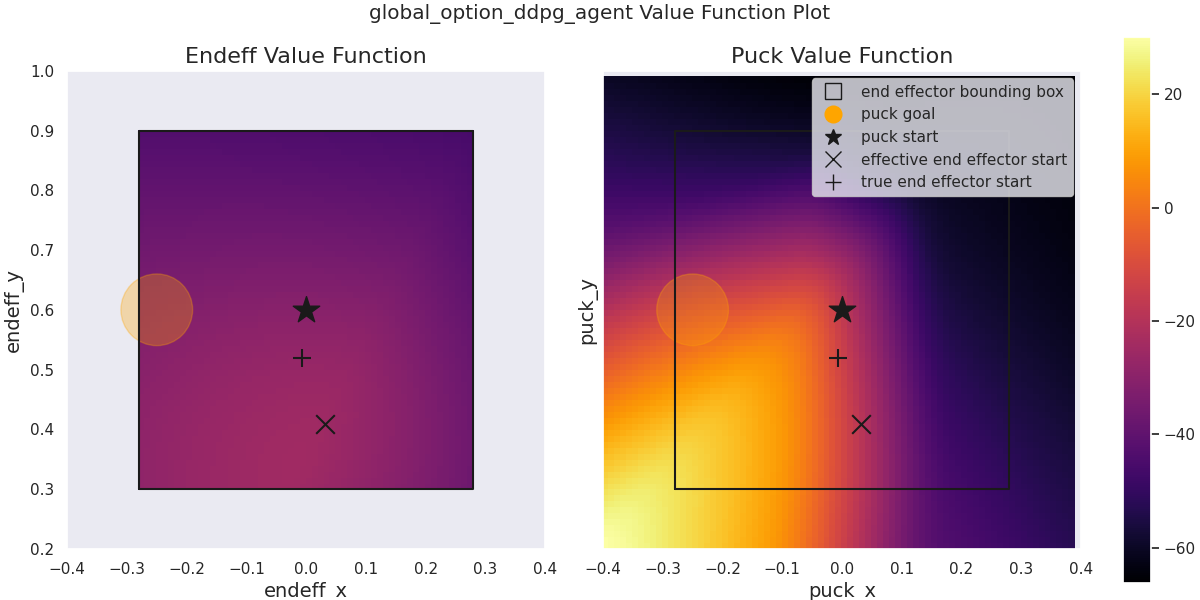 global_option_ddpg_agent Value Function Plot
Endeff Value Function
Puck Value Function
1.0
0.9
0.8
0.7
0.6
0.5
0.4
0.3
0.2
endeff_y
−0.4 −0.3 −0.2 −0.1 0.0 0.1 0.2 0.3 0.4
endeff_x
puck_y
end effector bounding box
puck goal
puck start
effective end effector start
true end effector start
−0.4 −0.3 −0.2 −0.1 0.0 0.1 0.2 0.3 0.4
puck_x
20
0
−20
−40
−60